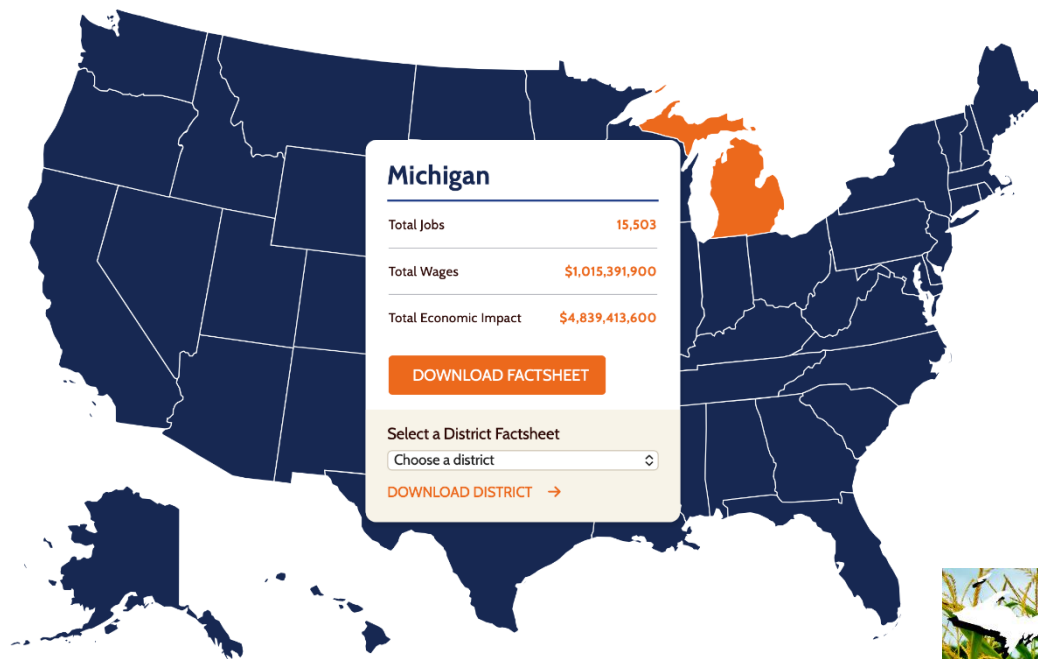 Michigan
Total Jobs 15,503
Total Wages $1,015,391,900
Total Economic Impact $4,839,413,600
DOWNLOAD FACTSHEET
Select a District Factsheet
Choose a district
DOWNLOAD DISTRICT →